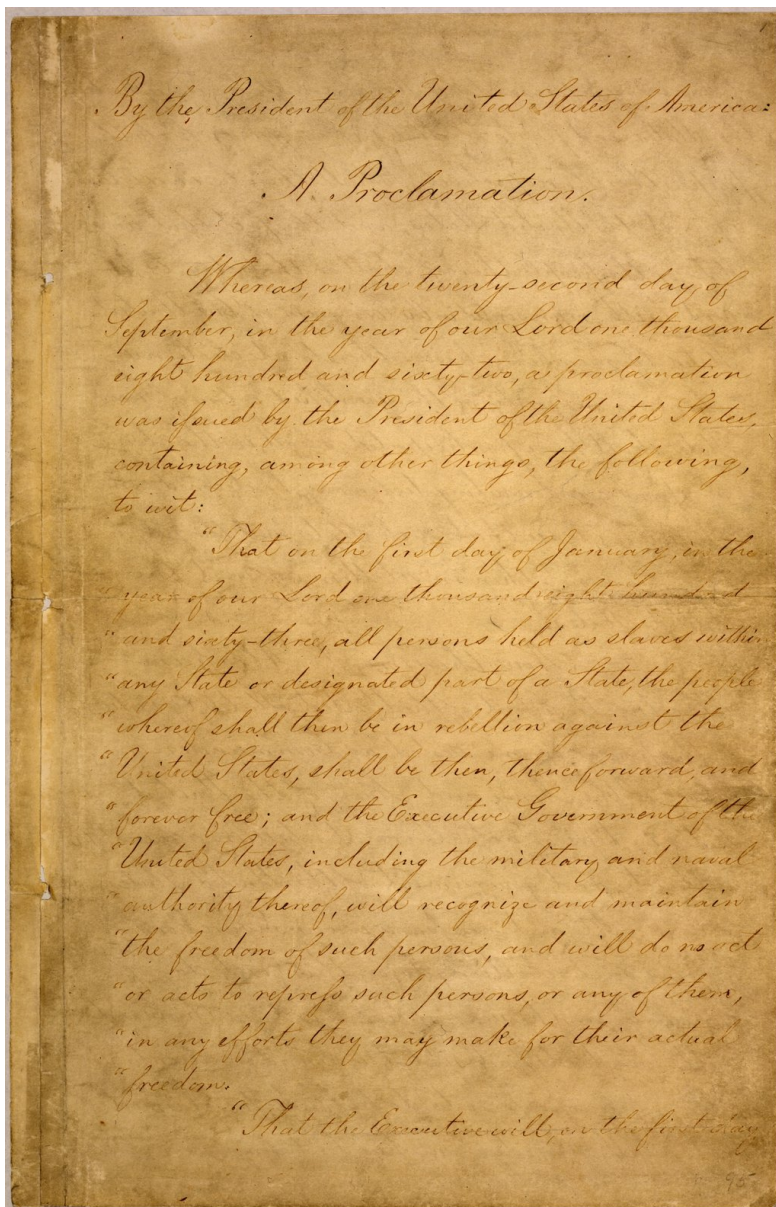 By the President of the United States of America:
A Proclamation.
Whereas, on the twenty-second day of
September, in the year of our Lord one thousand
eight hundred and sixty-two, a proclamation
was issued by the President of the United States,
containing, among other things, the following,
to wit:
"That on the first day of January, in the
"year of our Lord one thousand eight hundred
"and sixty-three, all persons held as slaves within
"any State or designated part of a State, the people
"whereof shall then be in rebellion against the
"United States, shall be then, thenceforward, and
"forever free; and the Executive Government of the
"United States, including the military and naval
"authority thereof, will recognize and maintain
"the freedom of such persons, and will do no act
"or acts to repress such persons, or any of them,
"in any efforts they may make for their actual
"freedom.
"That the Executive will, on the first day
95